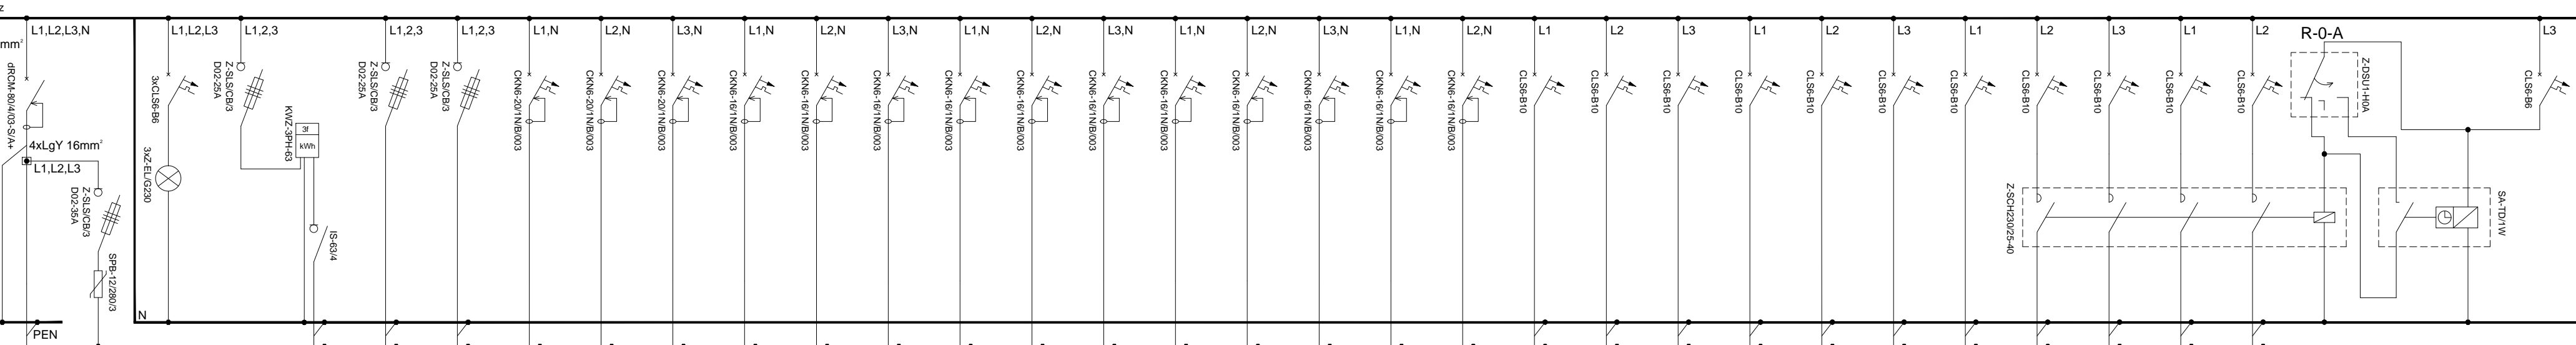 z
L1,L2,L3,N
mm²
dRCM-80/4/03-S/A+
4xLgY 16mm²
L1,L2,L3
Z-SLS/CB/3
D02-35A
SPB-12/280/3
PEN
N
L1,L2,L3
3xCLS6-B6
3xZ-EL/G230
L1,2,3
Z-SLS/CB/3
D02-25A
KWZ-3PH-63
3f
kWh
IS-63/4
L1,2,3
Z-SLS/CB/3
D02-25A
L1,2,3
Z-SLS/CB/3
D02-25A
L1,N
CKN6-20/1N/B/003
L2,N
CKN6-20/1N/B/003
L3,N
CKN6-20/1N/B/003
L1,N
CKN6-16/1N/B/003
L2,N
CKN6-16/1N/B/003
L3,N
CKN6-16/1N/B/003
L1,N
CKN6-16/1N/B/003
L2,N
CKN6-16/1N/B/003
L3,N
CKN6-16/1N/B/003
L1,N
CKN6-16/1N/B/003
L2,N
CKN6-16/1N/B/003
L3,N
CKN6-16/1N/B/003
L1,N
CKN6-16/1N/B/003
L2,N
CKN6-16/1N/B/003
L1
CLS6-B10
L2
CLS6-B10
L3
CLS6-B10
L1
CLS6-B10
L2
CLS6-B10
L3
CLS6-B10
L1
CLS6-B10
L2
CLS6-B10
L3
CLS6-B10
L1
CLS6-B10
L2
CLS6-B10
Z-SCH230/25-40
R-0-A
Z-DSU1-H0A
SA-TD/1W
L3
CLS6-B6